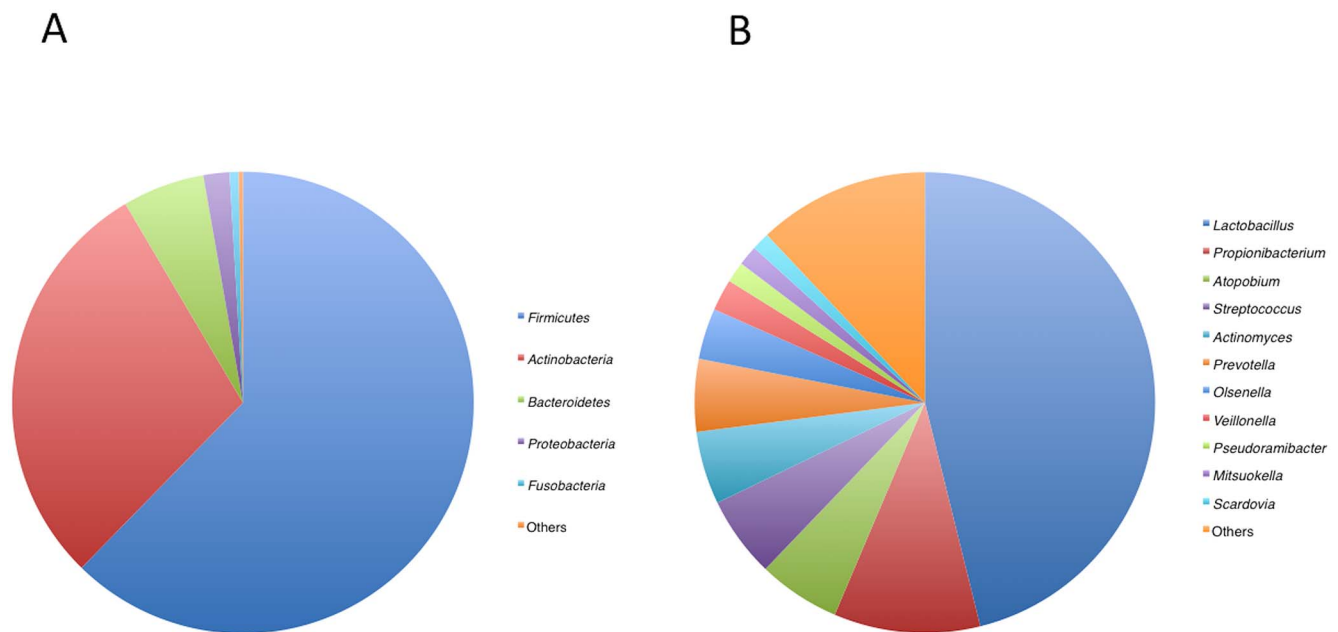 A
Firmicutes
Actinobacteria
Bacteroidetes
Proteobacteria
Fusobacteria
Others
B
Lactobacillus
Propionibacterium
Atopobium
Streptococcus
Actinomyces
Prevotella
Olsenella
Veillonella
Pseudoramibacter
Mitsuokella
Scardovia
Others